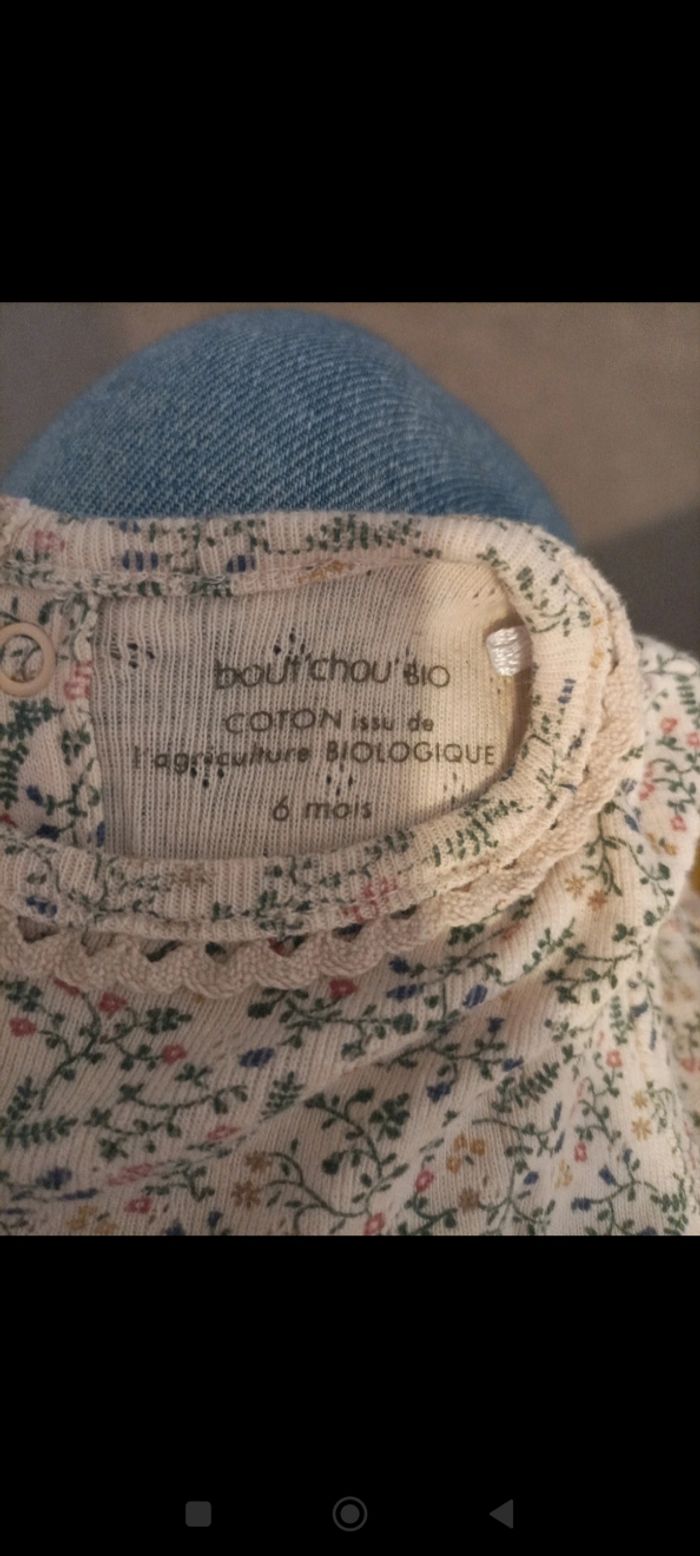 bout'chou' BIO
COTON issu de
l'agriculture BIOLOGIQUE
6 mois